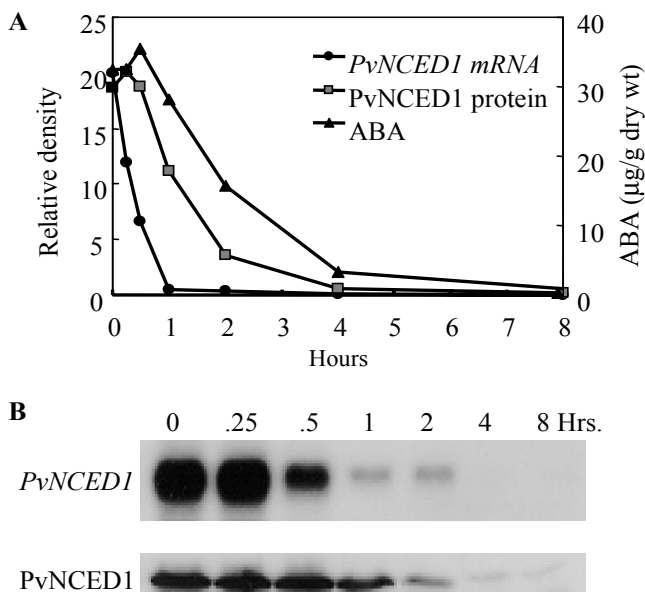 A
25
20
15
10
5
0
Relative density
PvNCED1 mRNA
PvNCED1 protein
ABA
40
30
20
10
0
ABA (µg/g dry wt)
0 1 2 3 4 5 6 7 8
Hours
B
0 .25 .5 1 2 4 8 Hrs.
PvNCED1
PvNCED1